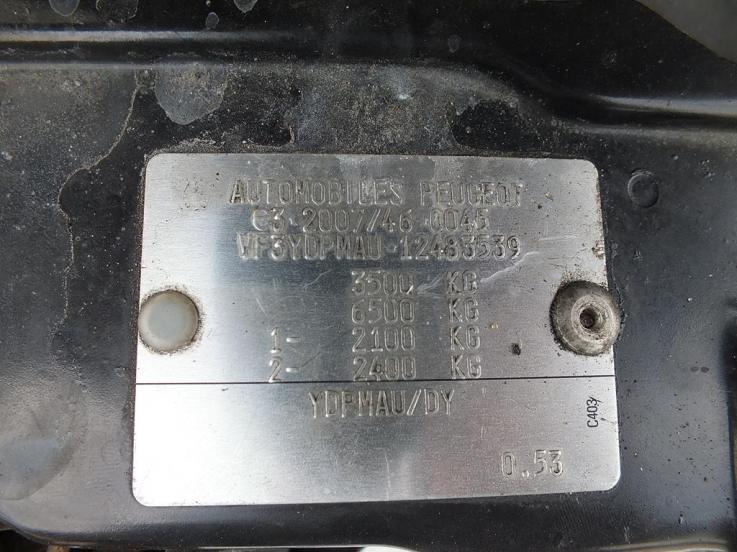 AUTOMOBILES PEUGEOT
C3-2007/46-0045
VF3YDPMAU-12483539
3500 KG
6500 KG
1- 2100 KG
2- 2400 KG
YDPMAU/DY
C403
0.53